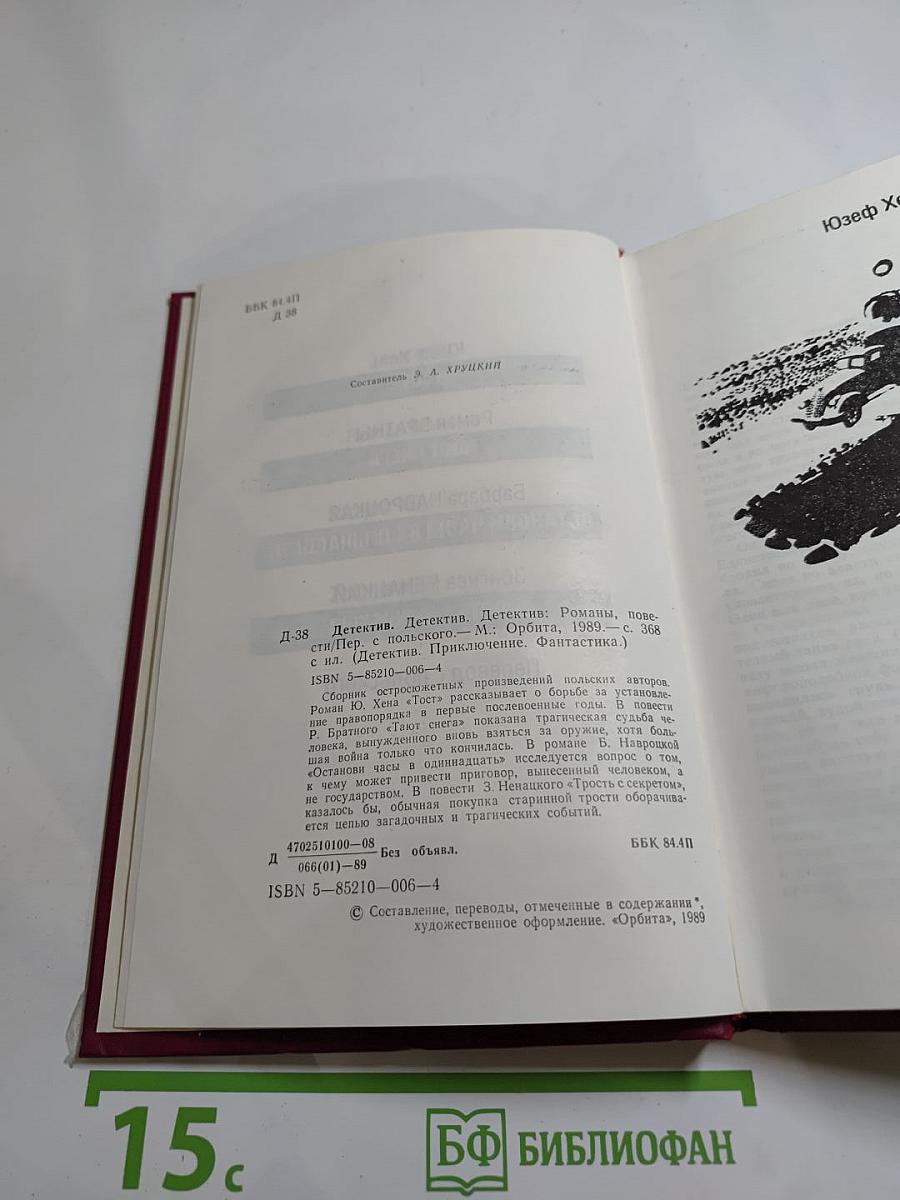 ББК 84.4П
Д 38
Составитель Э. А. ХРУЦКИЙ
Д-38 Детектив. Детектив. Детектив: Романы, пове-
сти/Пер. с польского.— М.: Орбита, 1989.— с. 368
с ил. (Детектив. Приключение. Фантастика.)
ISBN 5—85210—006—4
Сборник остросюжетных произведений польских авторов.
Роман Ю. Хена «Тост» рассказывает о борьбе за установле-
ние правопорядка в первые послевоенные годы. В повести
Р. Братного «Тают снега» показана трагическая судьба че-
ловека, вынужденного вновь взяться за оружие, хотя боль-
шая война только что кончилась. В романе Б. Навроцкой
«Останови часы в одиннадцать» исследуется вопрос о том,
к чему может привести приговор, вынесенный человеком, а
не государством. В повести З. Ненацкого «Трость с секретом»,
казалось бы, обычная покупка старинной трости оборачива-
ется цепью загадочных и трагических событий.
Д 4702510100—08
066(01)—89 Без объявл. ББК 84.4П
ISBN 5—85210—006—4
© Составление, переводы, отмеченные в содержании*,
художественное оформление. «Орбита», 1989
Юзеф Хе
15 с
БФ БИБЛИОФАН